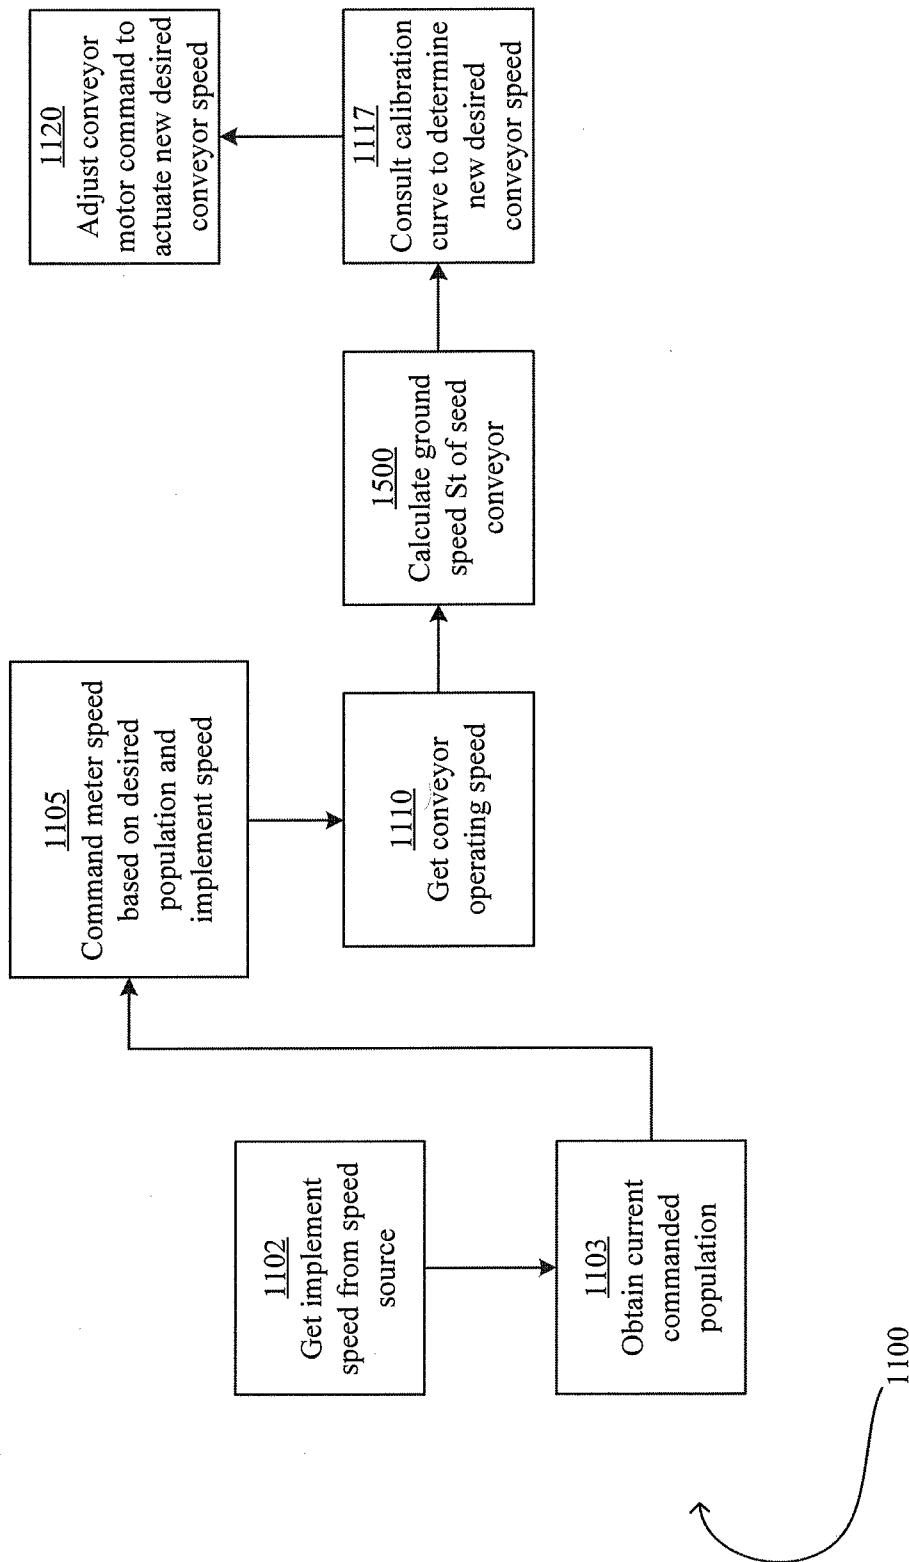 1102
Get implement
speed from speed
source
1103
Obtain current
commanded
population
1105
Command meter speed
based on desired
population and
implement speed
1110
Get conveyor
operating speed
1500
Calculate ground
speed St of seed
conveyor
1117
Consult calibration
curve to determine
new desired
conveyor speed
1120
Adjust conveyor
motor command to
actuate new desired
conveyor speed
1100